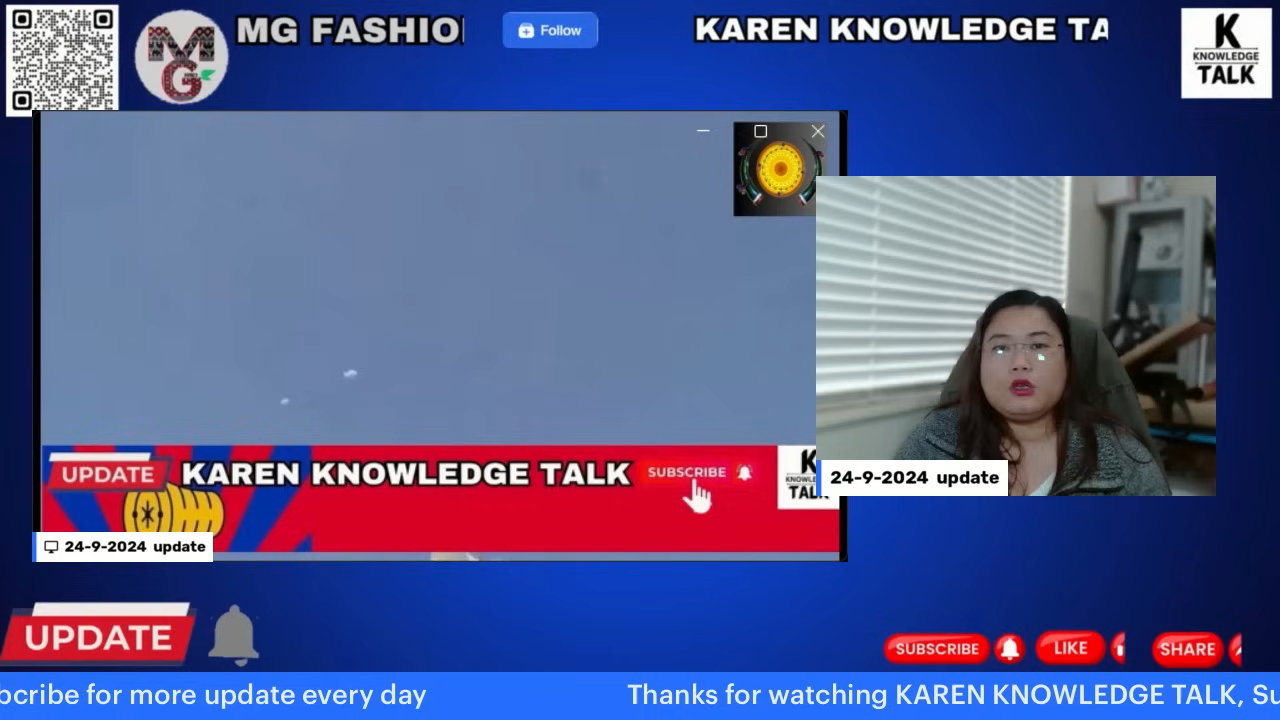 MG FASHIO
Follow
KAREN KNOWLEDGE TA
K
KNOWLEDGE
TALK
M
G
UPDATE
KAREN KNOWLEDGE TALK
SUBSCRIBE
24-9-2024 update
24-9-2024 update
UPDATE
SUBSCRIBE
LIKE
SHARE
bcribe for more update every day
Thanks for watching KAREN KNOWLEDGE TALK, Su